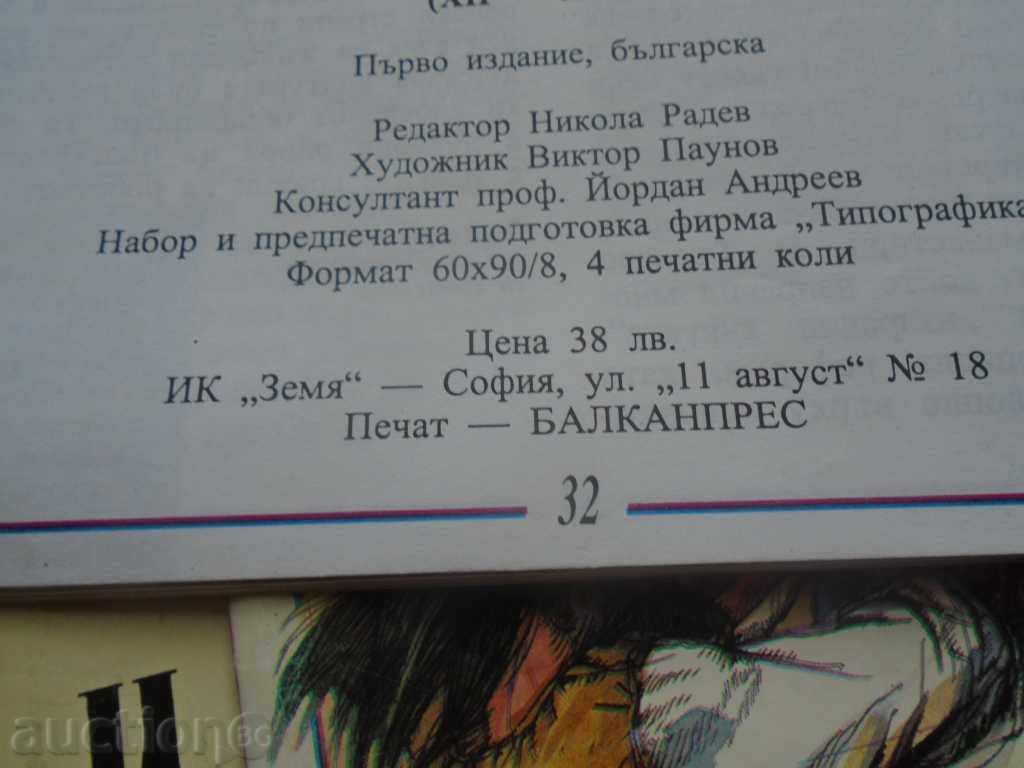 Първо издание, българска
Редактор Никола Радев
Художник Виктор Паунов
Консултант проф. Йордан Андреев
Набор и предпечатна подготовка фирма „Типографика
Формат 60x90/8, 4 печатни коли
Цена 38 лв.
ИК „Земя“ — София, ул. „11 август“ № 18
Печат — БАЛКАНПРЕС
32
auction